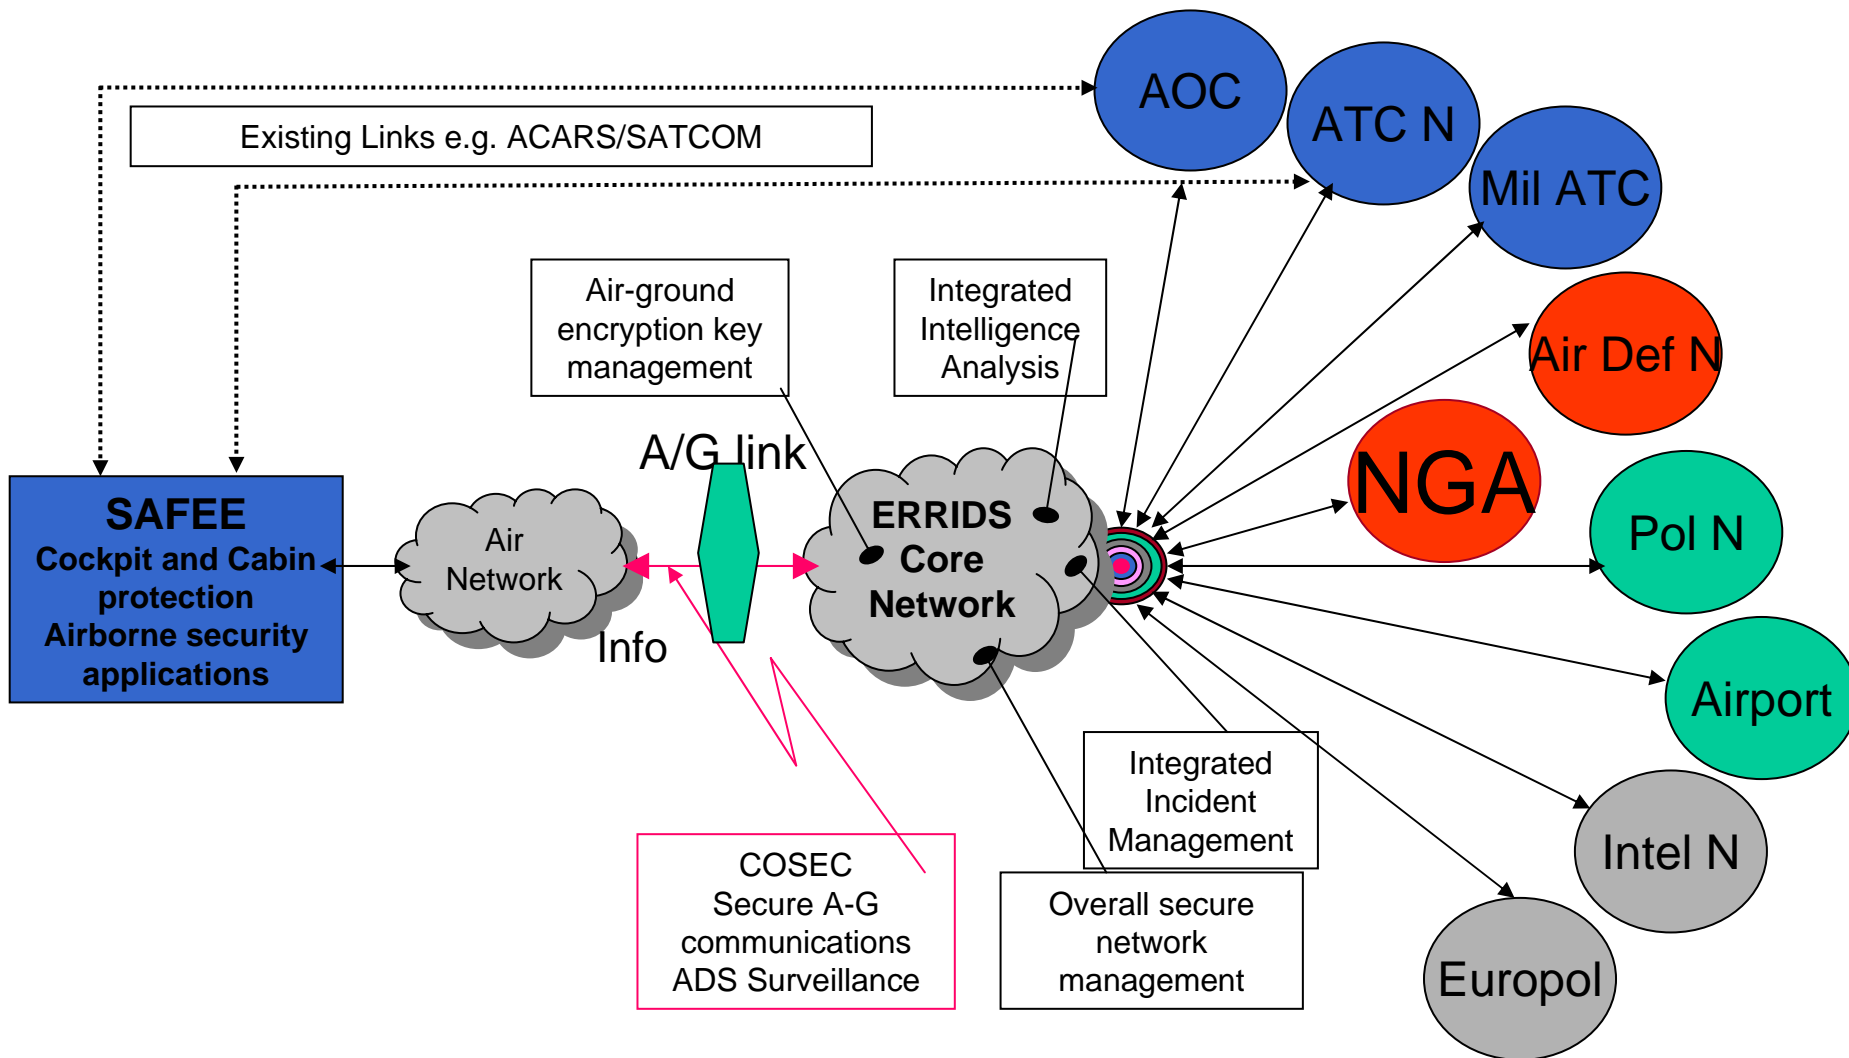 AOC
ATC N
Existing Links e.g. ACARS/SATCOM
Mil ATC
Air-ground
encryption key
management
Integrated
Intelligence
Analysis
Air Def N
A/G link
NGA
SAFEE
Cockpit and Cabin
protection
Airborne security
applications
Air
Network
ERRIDS
Core
Network
Pol N
Info
Airport
Integrated
Incident
Management
COSEC
Secure A-G
communications
ADS Surveillance
Overall secure
network
management
Intel N
Europol